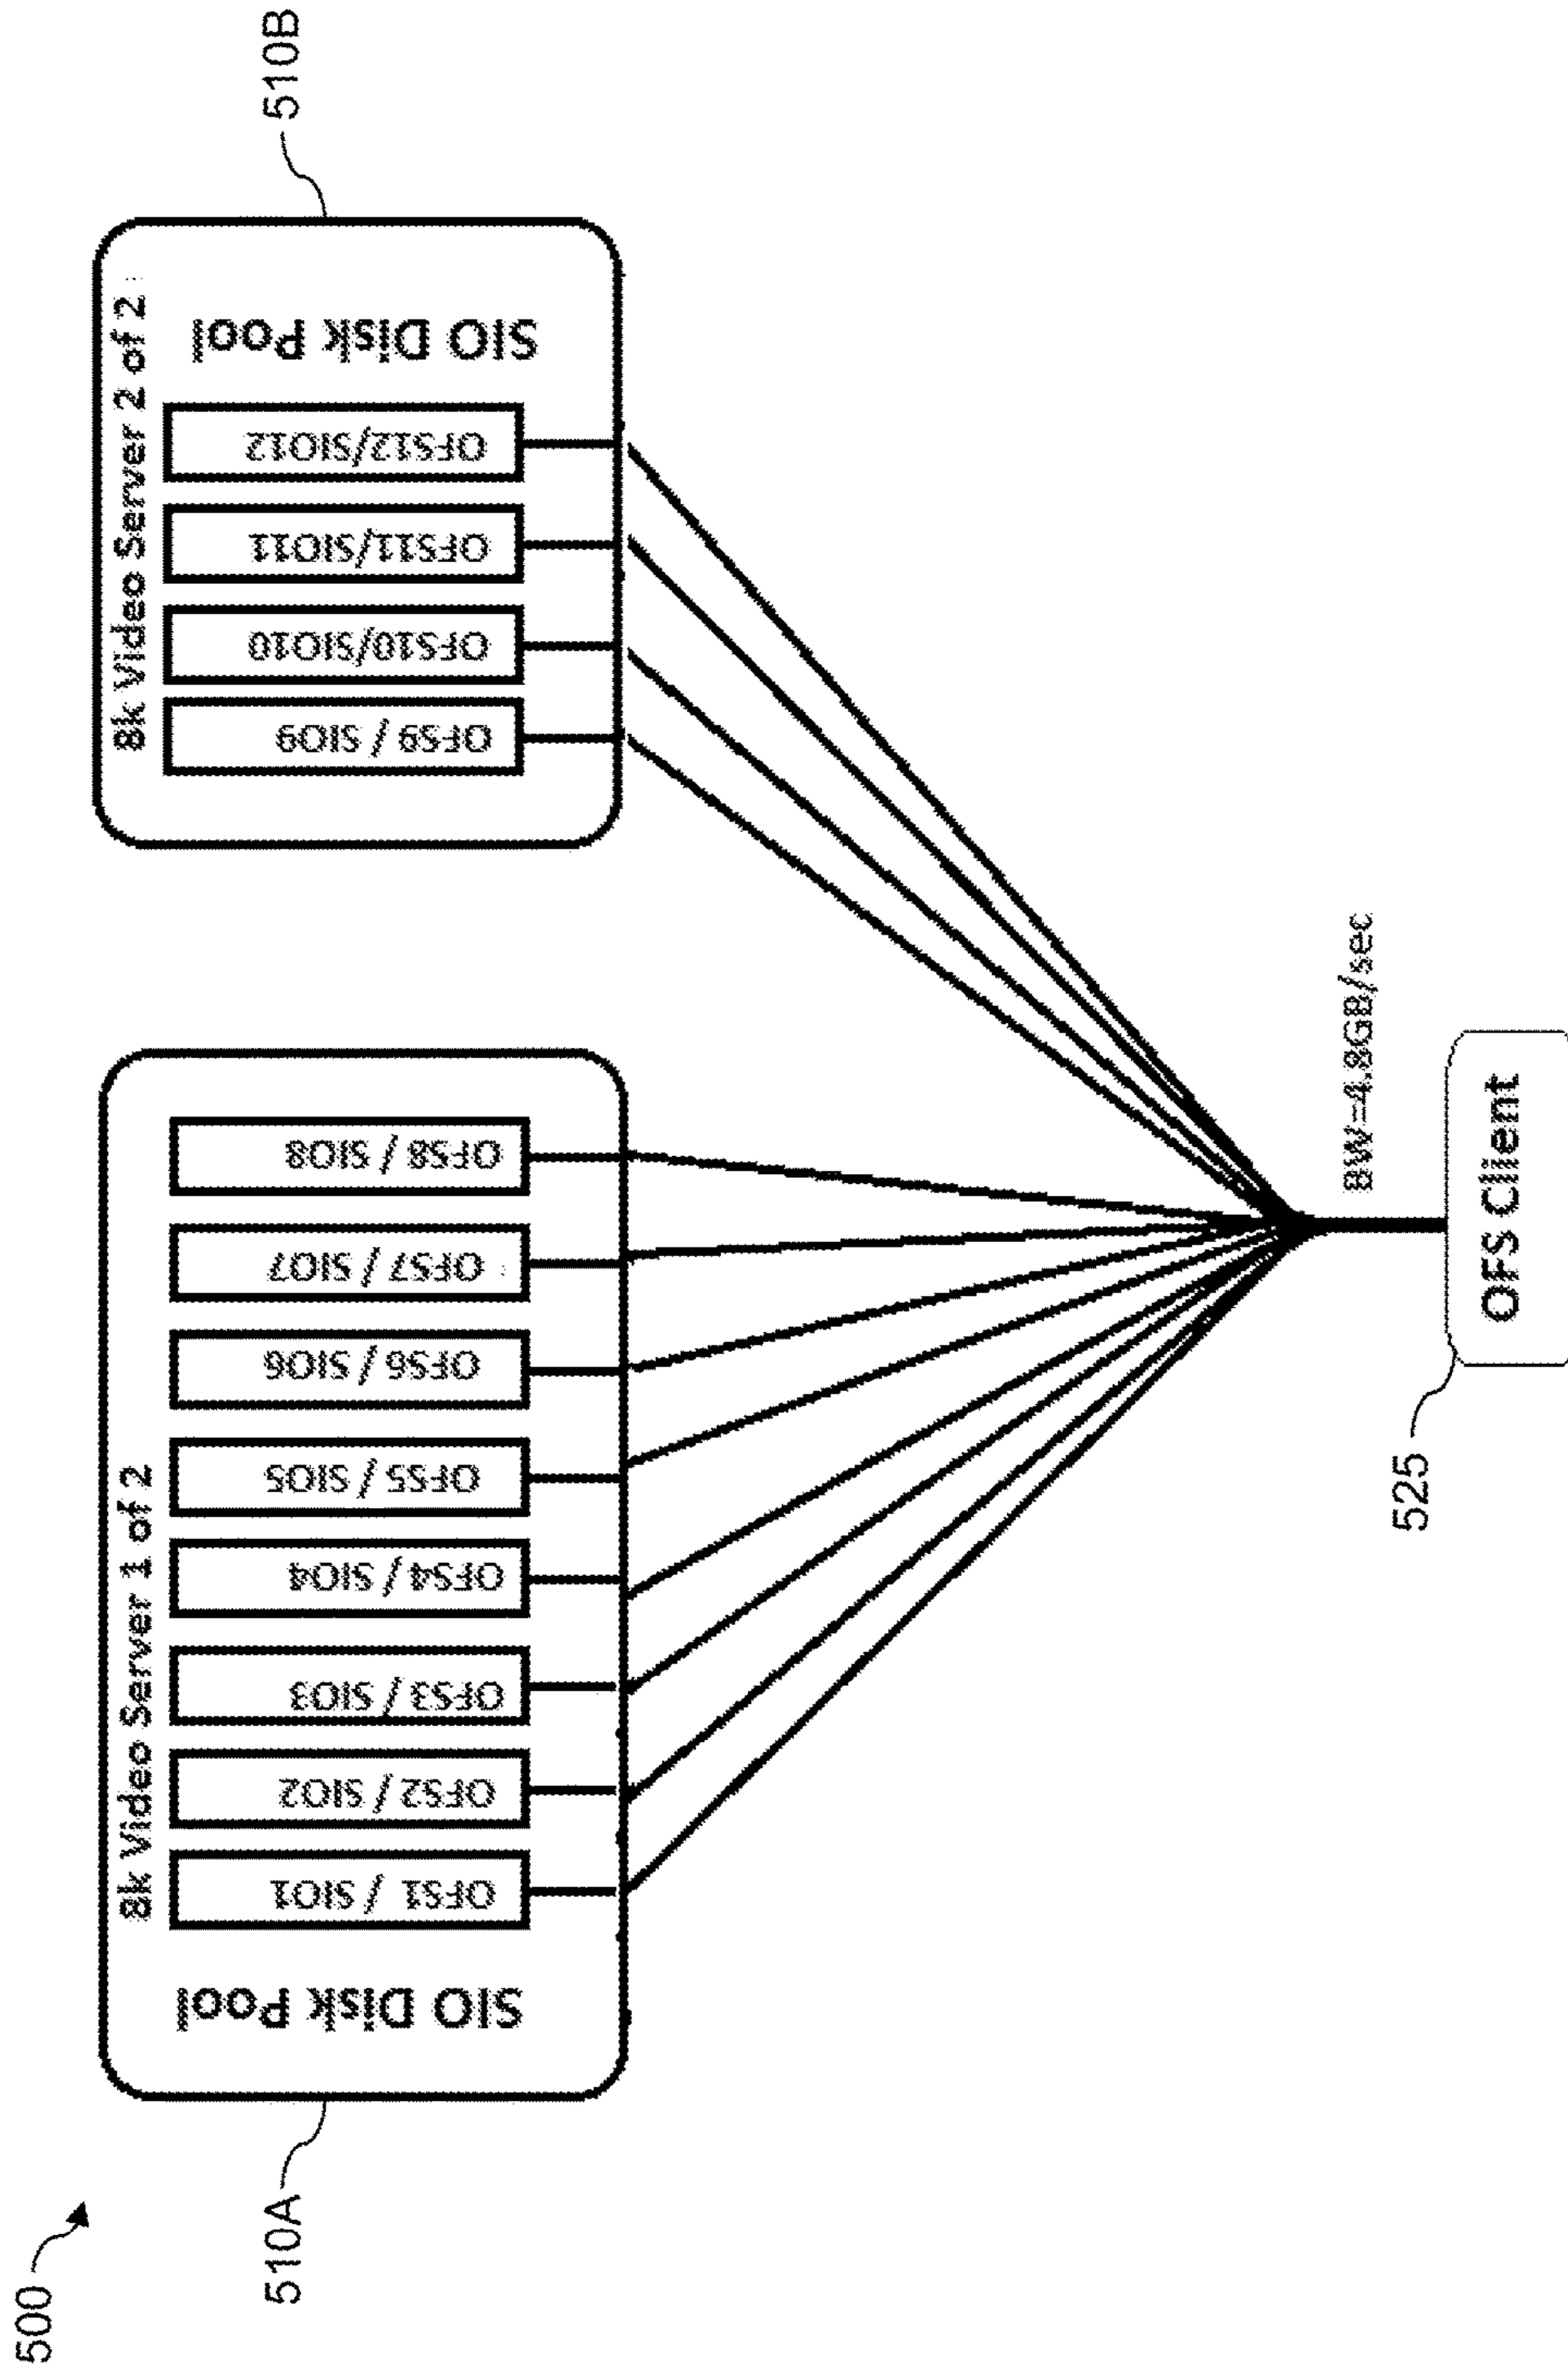 500
510A
8k Video Server 1 of 2
SIO Disk Pool
OFS1 / SIO1
OFS2 / SIO2
OFS3 / SIO3
OFS4 / SIO4
OFS5 / SIO5
OFS6 / SIO6
OFS7 / SIO7
OFS8 / SIO8
510B
8k Video Server 2 of 2
OFS9 / SIO9
OFS10/SIO10
OFS11/SIO11
OFS12/SIO12
SIO Disk Pool
BW=4.8GB/sec
525
OFS Client